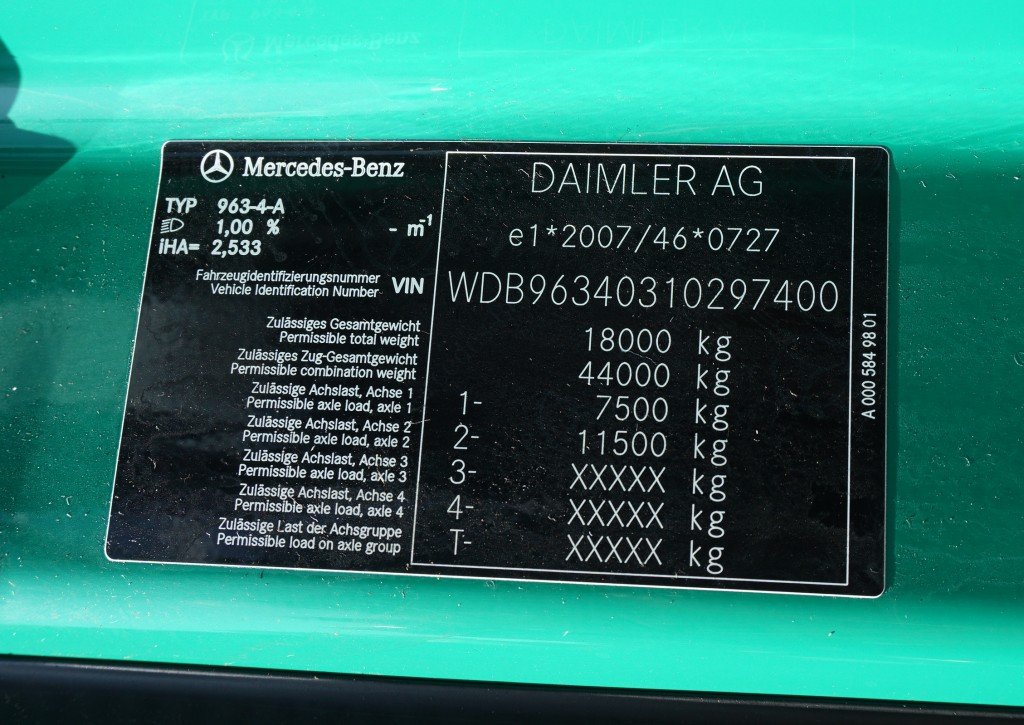 Mercedes-Benz
DAIMLER AG
TYP 963-4-A
1,00 % - m⁻¹
iHA= 2,533
e1*2007/46*0727
Fahrzeugidentifizierungsnummer
Vehicle Identification Number VIN WDB96340310297400
Zulässiges Gesamtgewicht
Permissible total weight 18000 kg
Zulässiges Zug-Gesamtgewicht
Permissible combination weight 44000 kg
Zulässige Achslast, Achse 1
Permissible axle load, axle 1 1- 7500 kg
Zulässige Achslast, Achse 2
Permissible axle load, axle 2 2- 11500 kg
Zulässige Achslast, Achse 3
Permissible axle load, axle 3 3- XXXXX kg
Zulässige Achslast, Achse 4
Permissible axle load, axle 4 4- XXXXX kg
Zulässige Last der Achsgruppe
Permissible load on axle group T- XXXXX kg
A 000 584 98 01